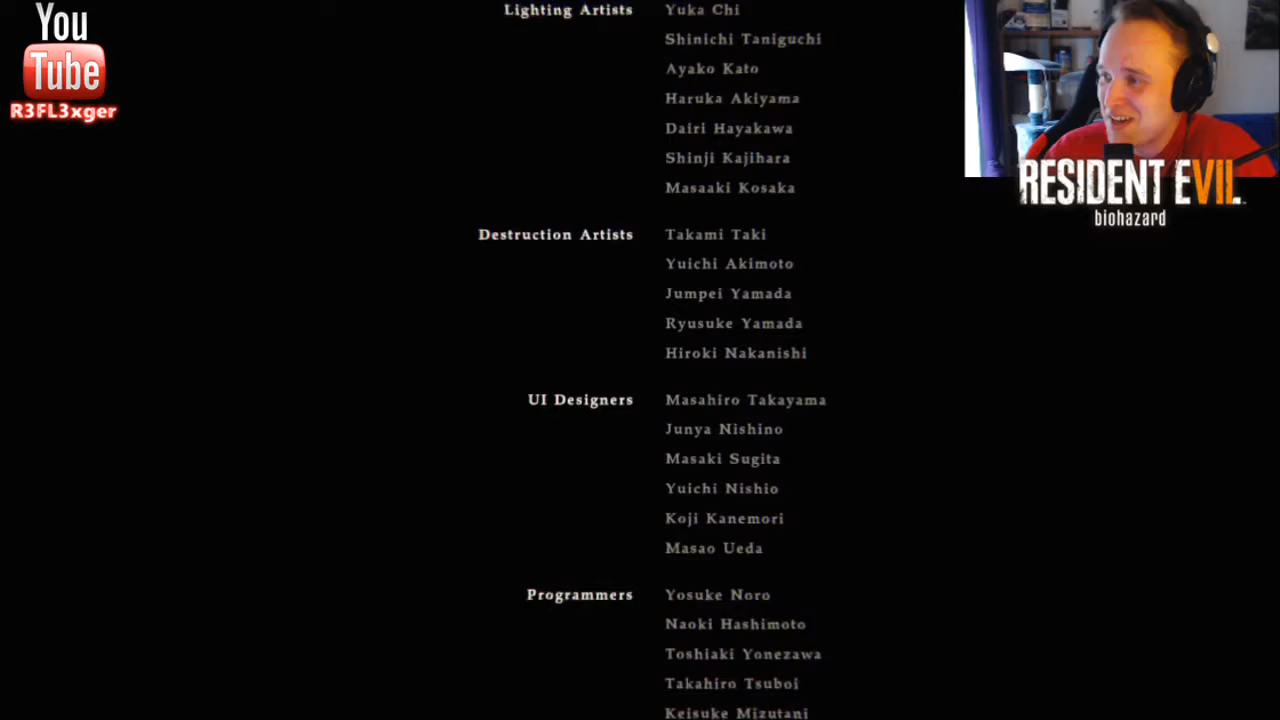 You
Tube
R3FL3xger
Lighting Artists Yuka Chi
Shinichi Taniguchi
Ayako Kato
Haruka Akiyama
Dairi Hayakawa
Shinji Kajihara
Masaaki Kosaka
Destruction Artists Takami Taki
Yuichi Akimoto
Jumpei Yamada
Ryusuke Yamada
Hiroki Nakanishi
UI Designers Masahiro Takayama
Junya Nishino
Masaki Sugita
Yuichi Nishio
Koji Kanemori
Masao Ueda
Programmers Yosuke Noro
Naoki Hashimoto
Toshiaki Yonezawa
Takahiro Tsuboi
Keisuke Mizutani
RESIDENT EVIL
biohazard